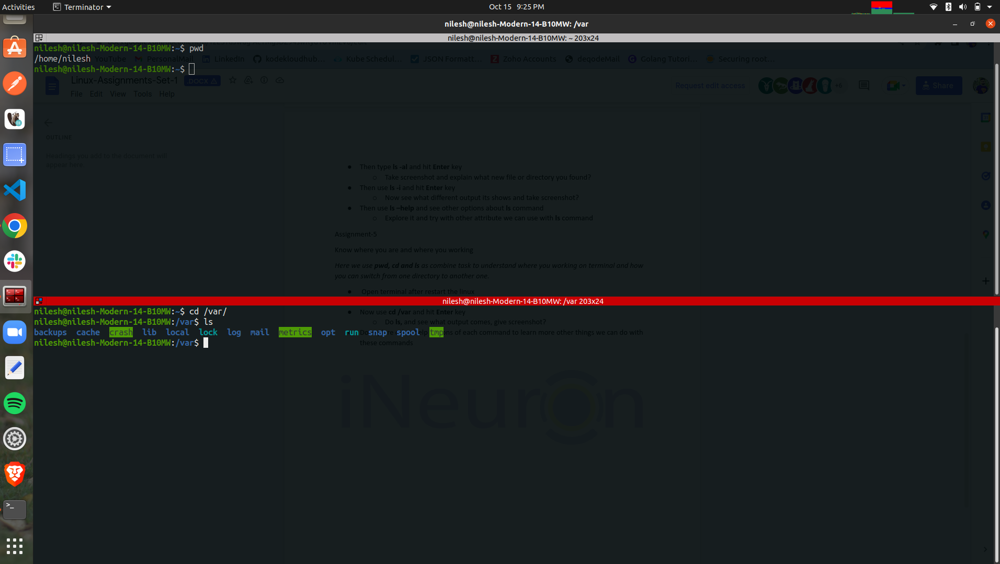 Activities Terminator Oct 15 9:25 PM
nilesh@nilesh-Modern-14-B10MW: /var
nilesh@nilesh-Modern-14-B10MW: ~ 203x24
nilesh@nilesh-Modern-14-B10MW:~$ pwd
/home/nilesh
YouTube PersonalMail LinkedIn kodekloudhub... Kube Schedul... JSON Formatt... Zoho Accounts deqodeMail Golang Tutori... Securing root...
nilesh@nilesh-Modern-14-B10MW:~$
Linux-Assignments-Set-1 .DOCX
Request edit access +6 Share
File Edit View Tools Help
OUTLINE
Headings you add to the document will
appear here.
● Then type ls -al and hit Enter key
○ Take screenshot and explain what new file or directory you found?
● Then use ls -i and hit Enter key
○ Now see what different output its shows and take screenshot?
● Then use ls –help and see other options about ls command
○ Explore it and try with other attribute we can use with ls command
Assignment-5
Know where you are and where you working
Here we use pwd, cd and ls as combine task to understand where you working on terminal and how
you can switch from one directory to another one.
● Open terminal after restart the linux
nilesh@nilesh-Modern-14-B10MW: /var 203x24
nilesh@nilesh-Modern-14-B10MW:~$ cd /var/
● Now use cd /var and hit Enter key
nilesh@nilesh-Modern-14-B10MW:/var$ ls
○ Do ls, and see what output comes, give screenshot?
backups cache crash lib local lock log mail metrics opt run snap spool tmp
of each command to learn more other things we can do with
nilesh@nilesh-Modern-14-B10MW:/var$
these commands
iNeuron